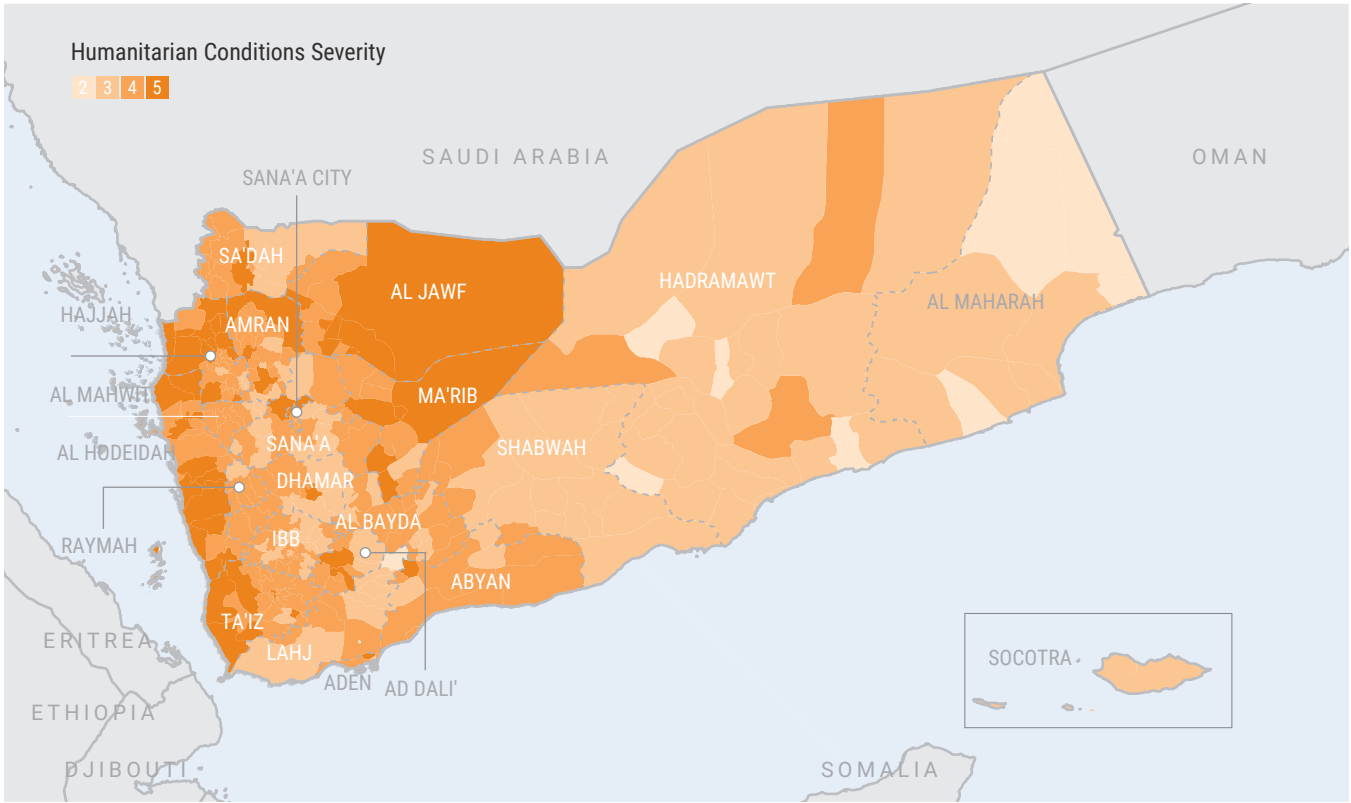 Humanitarian Conditions Severity
2 3 4 5
SAUDI ARABIA
OMAN
SANA'A CITY
SA'DAH
HADRAMAWT
AL JAWF
AL MAHARAH
HAJJAH
AMRAN
AL MAHWIT
MA'RIB
SANA'A
SHABWAH
AL HODEIDAH
DHAMAR
AL BAYDA
IBB
RAYMAH
ABYAN
TA'IZ
ERITREA
LAHJ
SOCOTRA
ADEN
AD DALI'
ETHIOPIA
DJIBOUTI
SOMALIA